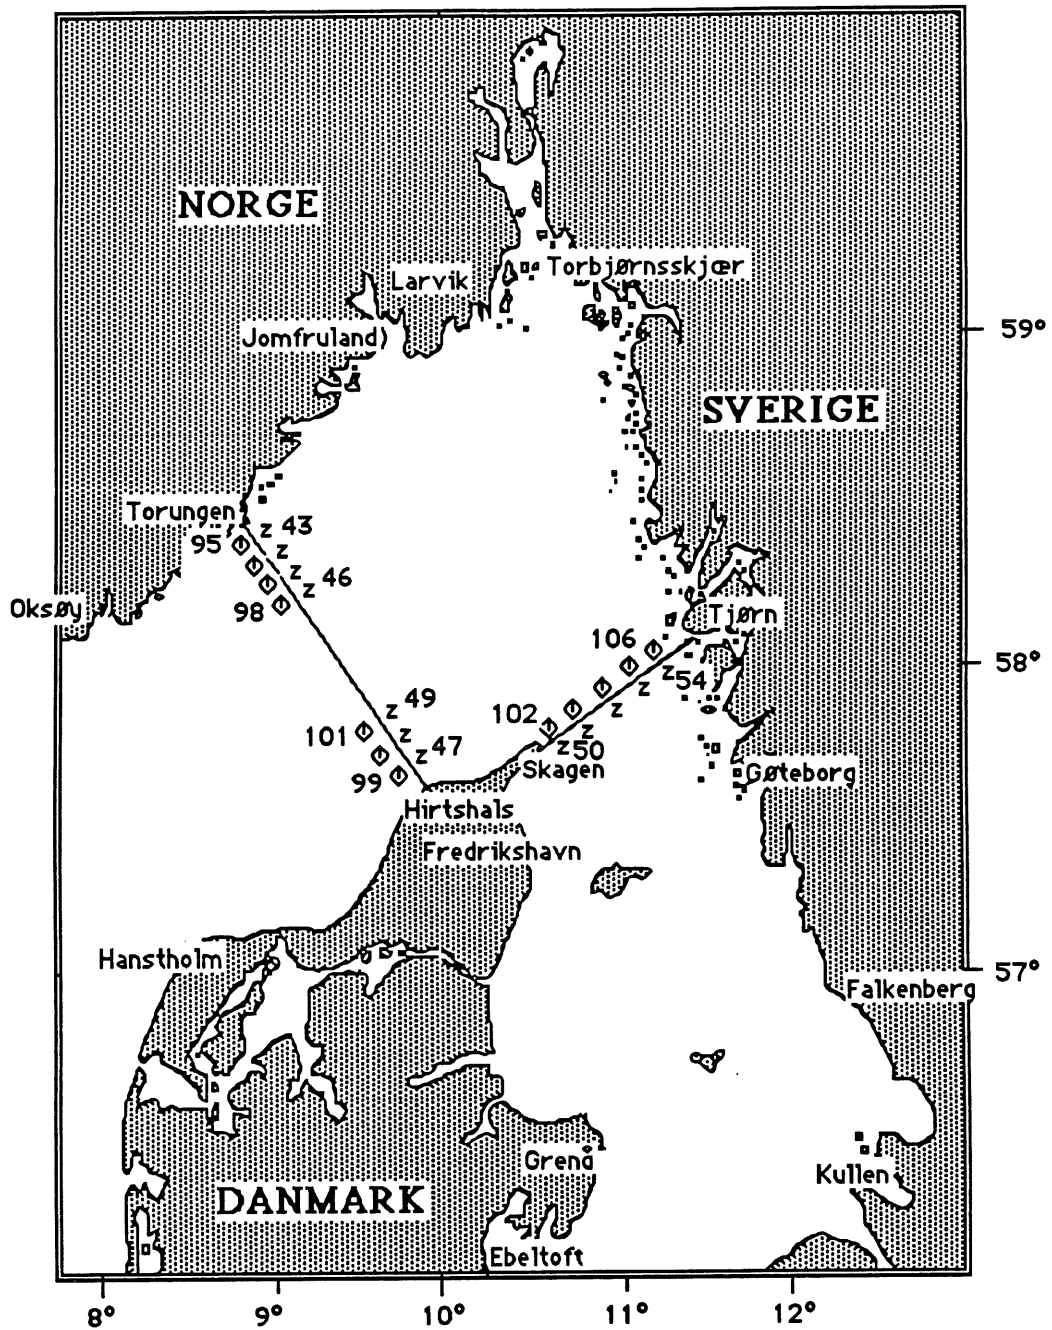 NORGE
Torbjørnsskjær
Larvik
59°
Jomfruland)
SVERIGE
Torungen
z 43
95
z
z
z 46
98
Oksøy
Tjørn
106
58°
z 54
z
z 49
z
102
101
z
z
z 50
z 47
Skagen
99
Gøteborg
Hirtshals
Fredrikshavn
Hanstholm
57°
Falkenberg
Grenå
Kullen
DANMARK
Ebeltoft
8°
9°
10°
11°
12°